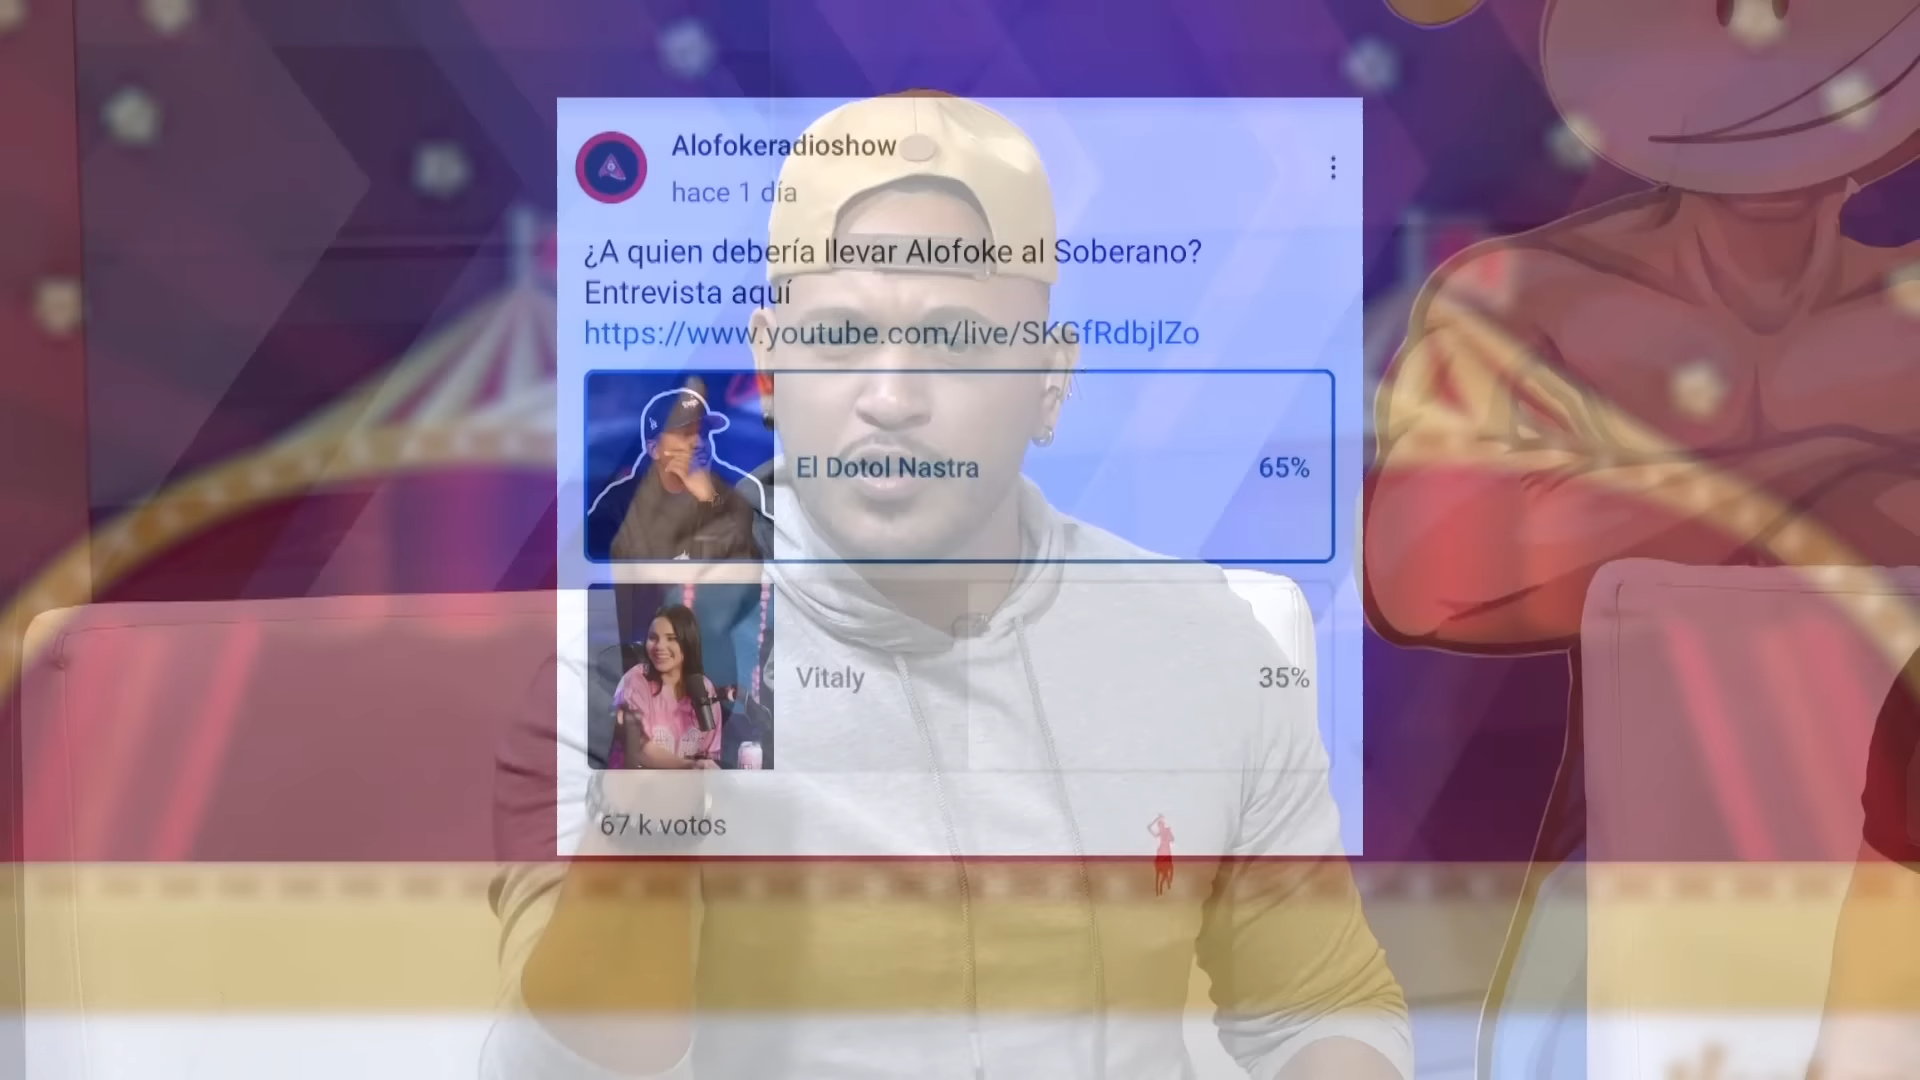 Alofokeradioshow
hace 1 día
¿A quien debería llevar Alofoke al Soberano?
Entrevista aquí
https://www.youtube.com/live/SKGfRdbjlZo
El Dotol Nastra
65%
Vitaly
35%
67 k votos